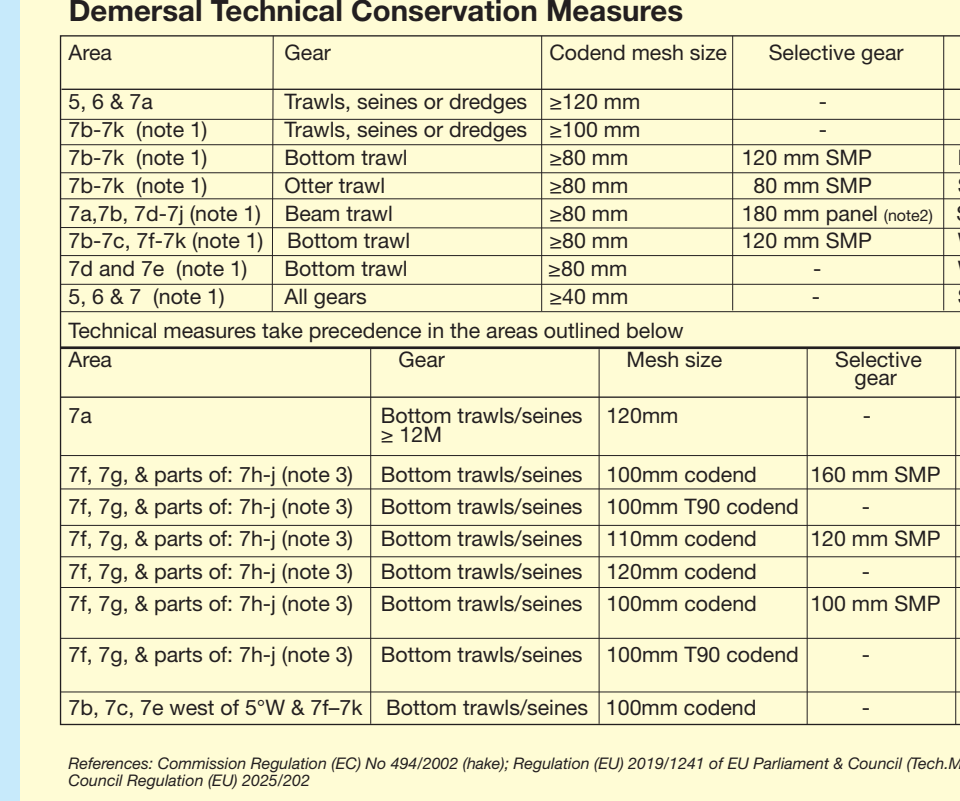 Demersal Technical Conservation Measures
Area Gear Codend mesh size Selective gear
5, 6 & 7a Trawls, seines or dredges ≥120 mm -
7b-7k (note 1) Trawls, seines or dredges ≥100 mm -
7b-7k (note 1) Bottom trawl ≥80 mm 120 mm SMP
7b-7k (note 1) Otter trawl ≥80 mm 80 mm SMP
7a,7b, 7d-7j (note 1) Beam trawl ≥80 mm 180 mm panel (note2)
7b-7c, 7f-7k (note 1) Bottom trawl ≥80 mm 120 mm SMP
7d and 7e (note 1) Bottom trawl ≥80 mm -
5, 6 & 7 (note 1) All gears ≥40 mm -
Technical measures take precedence in the areas outlined below
Area Gear Mesh size Selective
gear
7a Bottom trawls/seines 120mm -
≥ 12M
7f, 7g, & parts of: 7h-j (note 3) Bottom trawls/seines 100mm codend 160 mm SMP
7f, 7g, & parts of: 7h-j (note 3) Bottom trawls/seines 100mm T90 codend -
7f, 7g, & parts of: 7h-j (note 3) Bottom trawls/seines 110mm codend 120 mm SMP
7f, 7g, & parts of: 7h-j (note 3) Bottom trawls/seines 120mm codend -
7f, 7g, & parts of: 7h-j (note 3) Bottom trawls/seines 100mm codend 100 mm SMP
7f, 7g, & parts of: 7h-j (note 3) Bottom trawls/seines 100mm T90 codend -
7b, 7c, 7e west of 5°W & 7f–7k Bottom trawls/seines 100mm codend -
References: Commission Regulation (EC) No 494/2002 (hake); Regulation (EU) 2019/1241 of EU Parliament & Council (Tech.
Council Regulation (EU) 2025/202